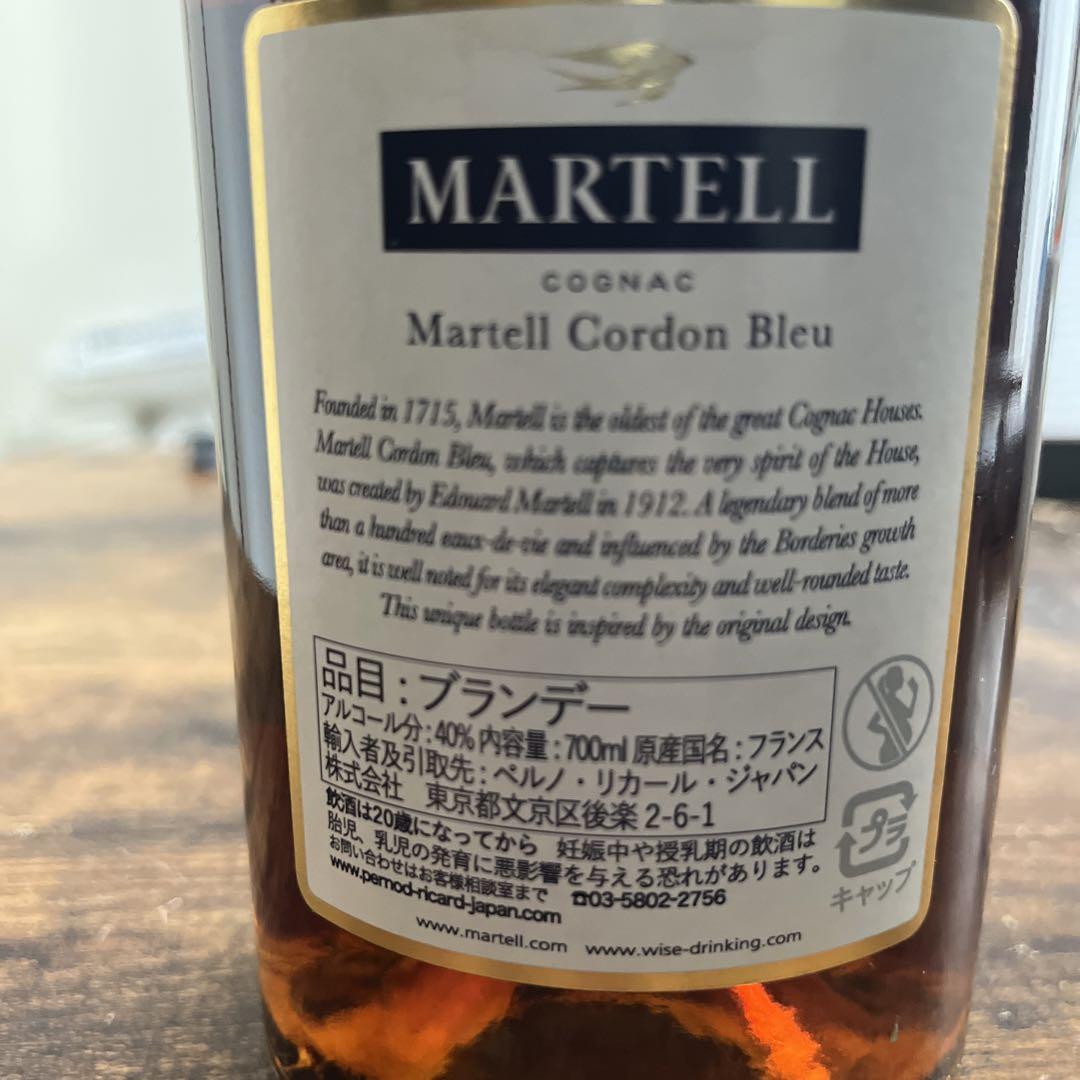 MARTELL
COGNAC
Martell Cordon Bleu
Founded in 1715, Martell is the oldest of the great Cognac Houses.
Martell Cordon Bleu, which captures the very spirit of the House,
was created by Edouard Martell in 1912. A legendary blend of more
than a hundred eaux-de-vie and influenced by the Borderies growth
area, it is well noted for its elegant complexity and well-rounded taste.
This unique bottle is inspired by the original design.
品目：ブランデー
アルコール分：40% 内容量：700ml 原産国名：フランス
輸入者及引取先：ペルノ・リカール・ジャパン
株式会社 東京都文京区後楽 2-6-1
飲酒は20歳になってから 妊娠中や授乳期の飲酒は
胎児、乳児の発育に悪影響を与える恐れがあります。
お問い合わせはお客様相談室まで ☎03-5802-2756
www.pernod-ricard-japan.com
www.martell.com www.wise-drinking.com
プラ
キャップ